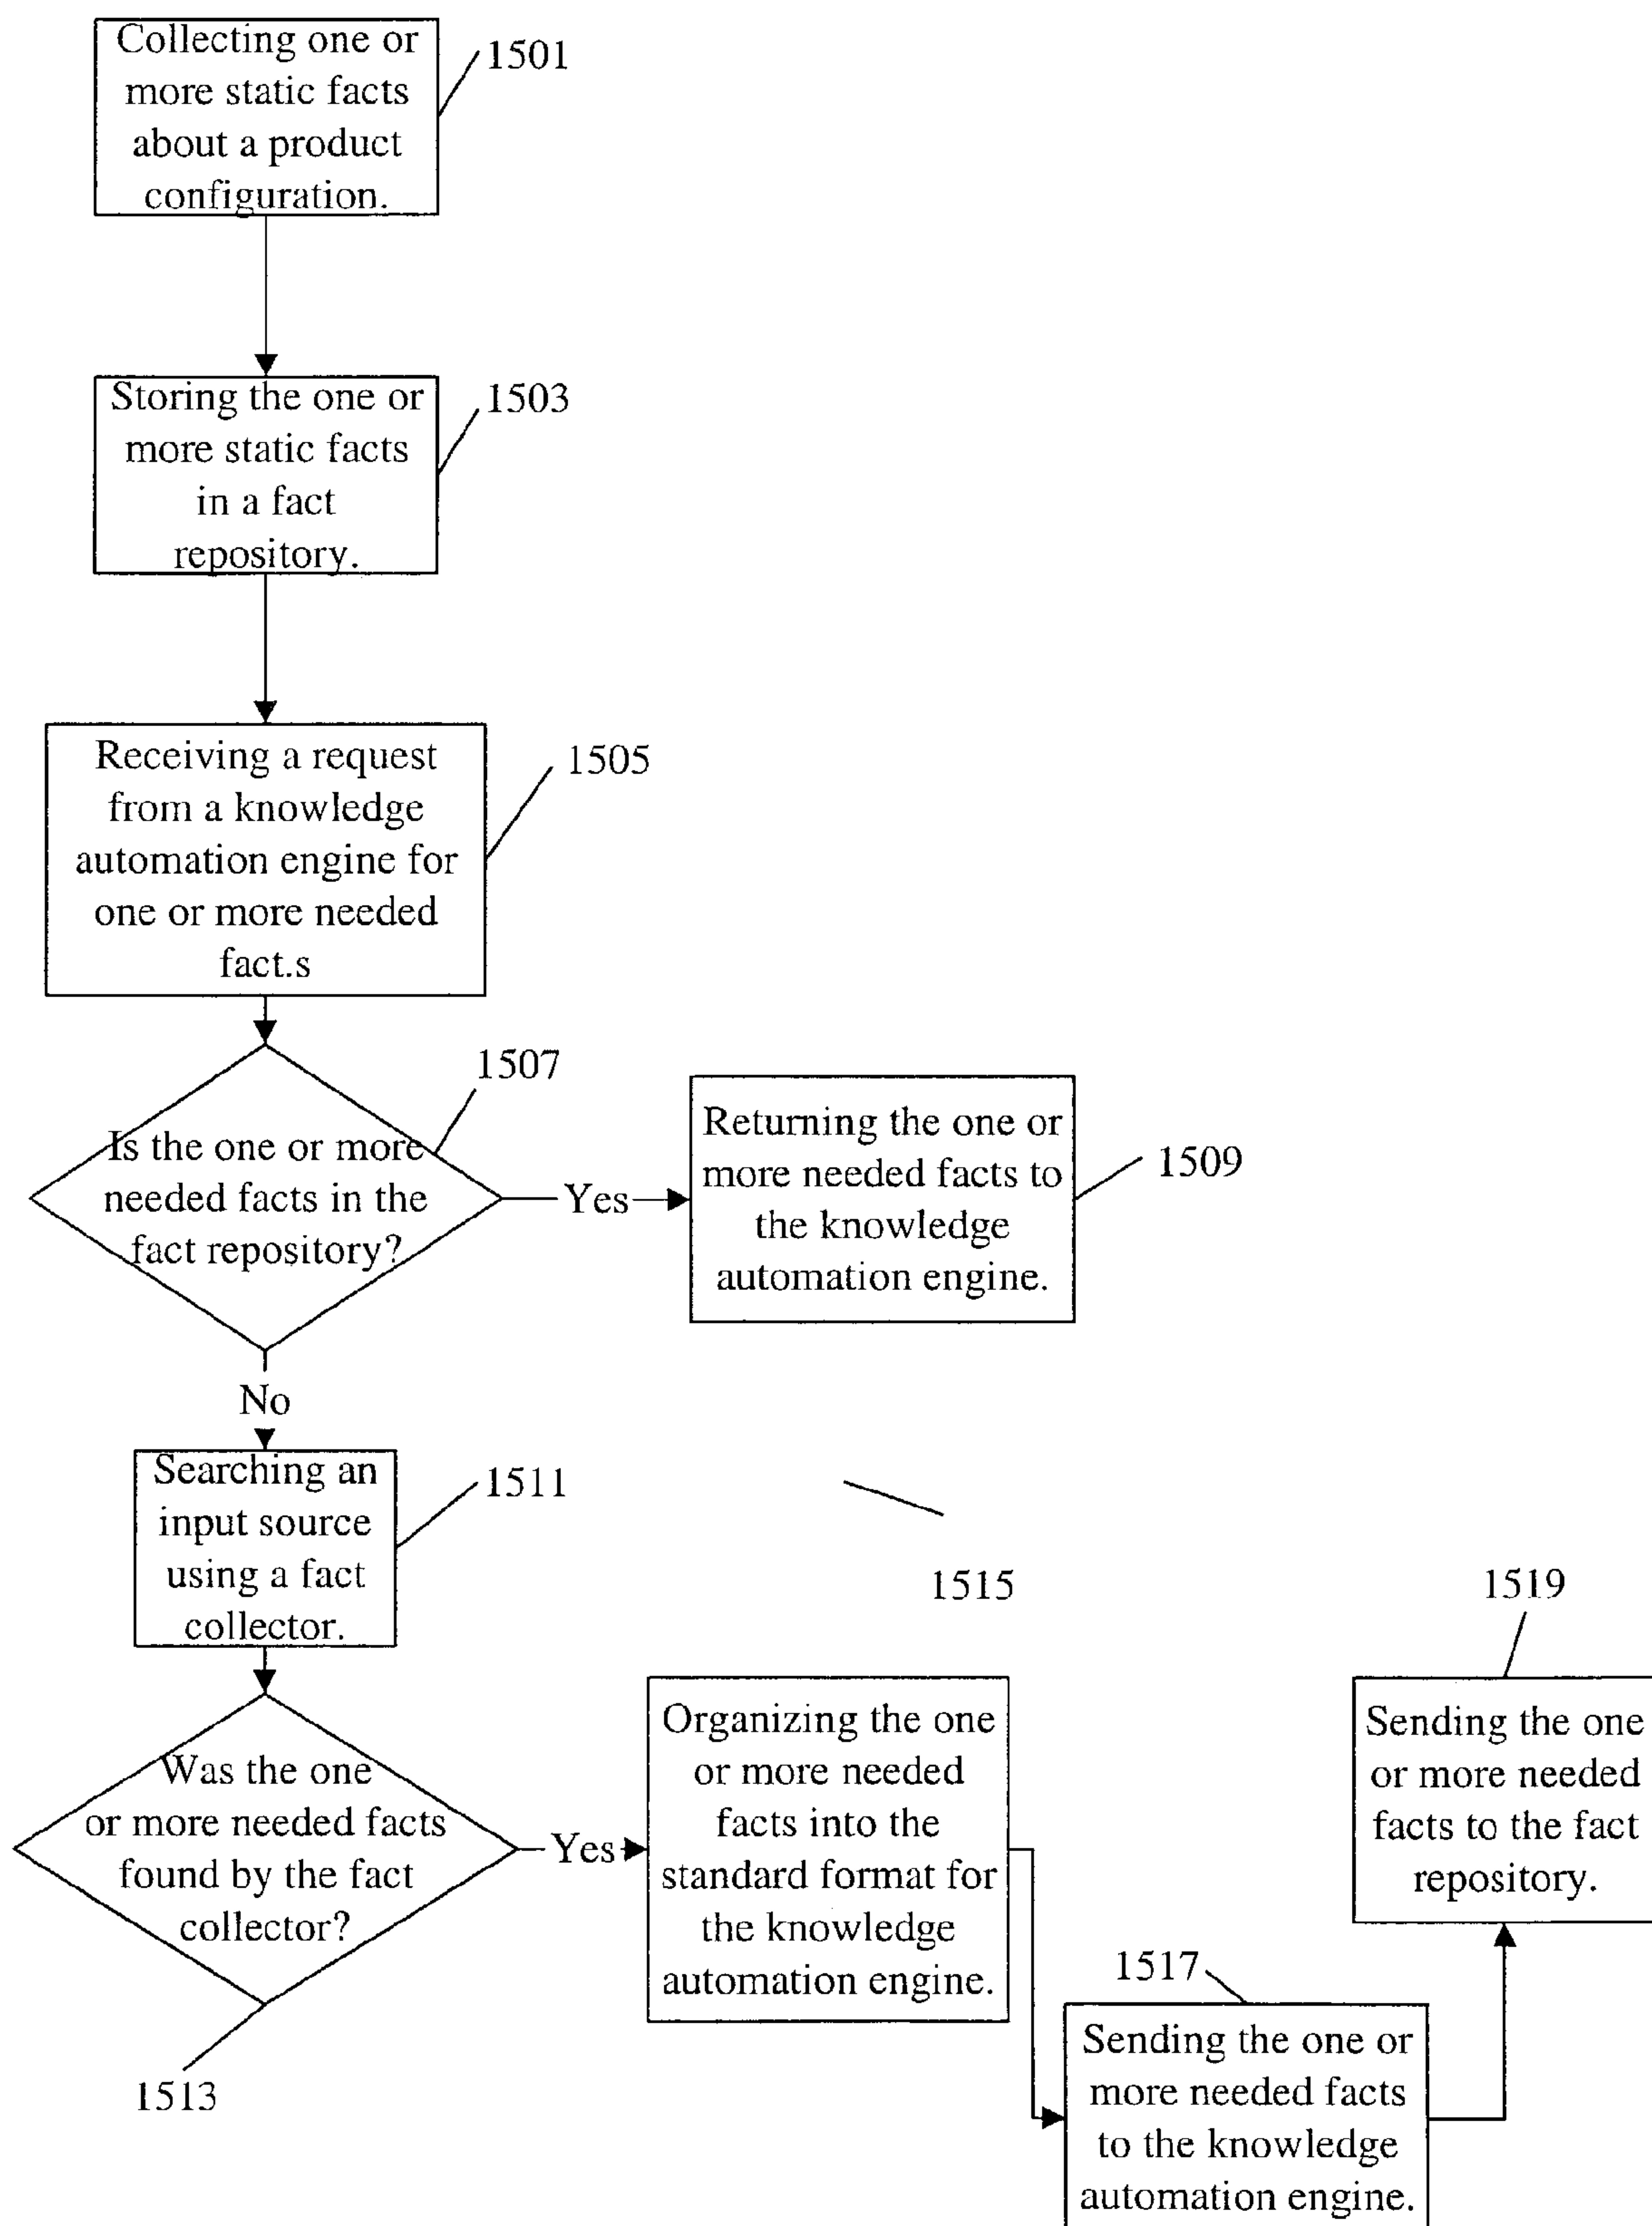 Collecting one or
more static facts
about a product
configuration.
1501
Storing the one or
more static facts
in a fact
repository.
1503
Receiving a request
from a knowledge
automation engine for
one or more needed
fact.s
1505
1507
Is the one or more
needed facts in the
fact repository?
Yes
Returning the one or
more needed facts to
the knowledge
automation engine.
1509
No
Searching an
input source
using a fact
collector.
1511
1515
1519
Was the one
or more needed facts
found by the fact
collector?
Yes
1513
Organizing the one
or more needed
facts into the
standard format for
the knowledge
automation engine.
1517
Sending the one or
more needed facts
to the knowledge
automation engine.
Sending the one
or more needed
facts to the fact
repository.